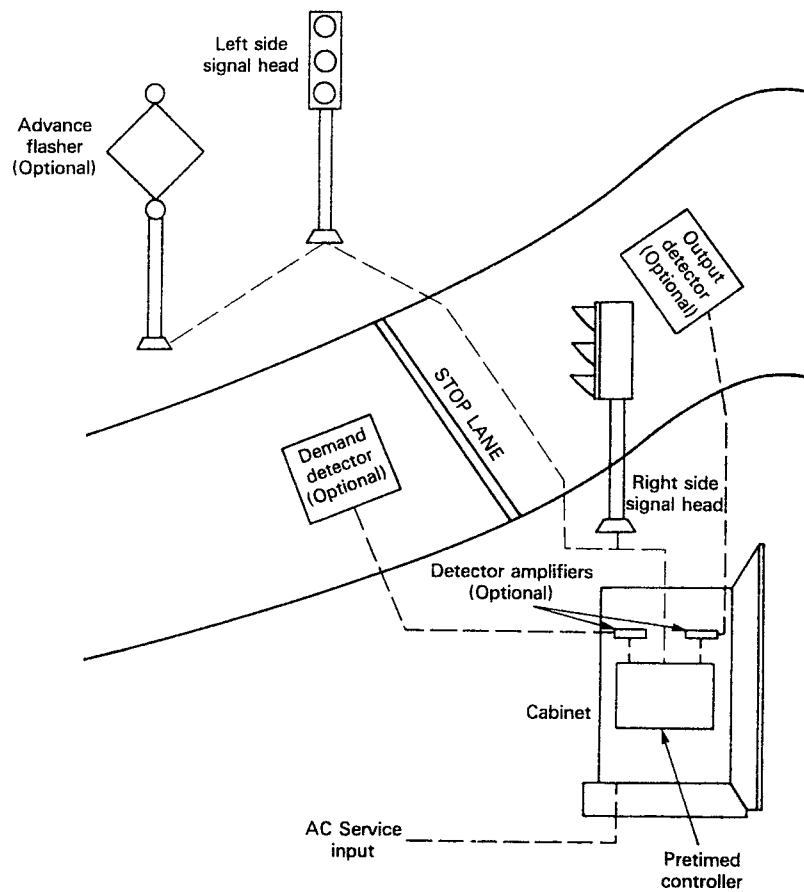 Left side
signal head
Advance
flasher
(Optional)
Output
detector
(Optional)
STOP LANE
Demand
detector
(Optional)
Right side
signal head
Detector amplifiers
(Optional)
Cabinet
AC Service
input
Pretimed
controller